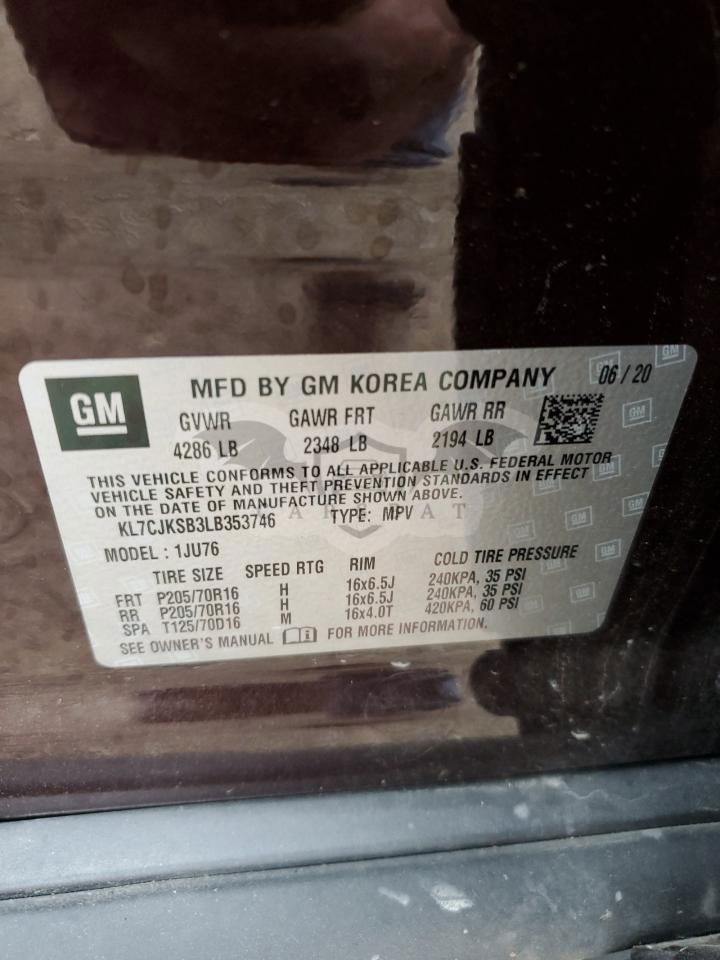 GM MFD BY GM KOREA COMPANY 06/20
GVWR GAWR FRT GAWR RR
4286 LB 2348 LB 2194 LB
THIS VEHICLE CONFORMS TO ALL APPLICABLE U.S. FEDERAL MOTOR
VEHICLE SAFETY AND THEFT PREVENTION STANDARDS IN EFFECT
ON THE DATE OF MANUFACTURE SHOWN ABOVE.
KL7CJKSB3LB353746 TYPE: MPV
MODEL : 1JU76
TIRE SIZE SPEED RTG RIM COLD TIRE PRESSURE
FRT P205/70R16 H 16x6.5J 240KPA, 35 PSI
RR P205/70R16 H 16x6.5J 240KPA, 35 PSI
SPA T125/70D16 M 16x4.0T 420KPA, 60 PSI
SEE OWNER'S MANUAL FOR MORE INFORMATION.